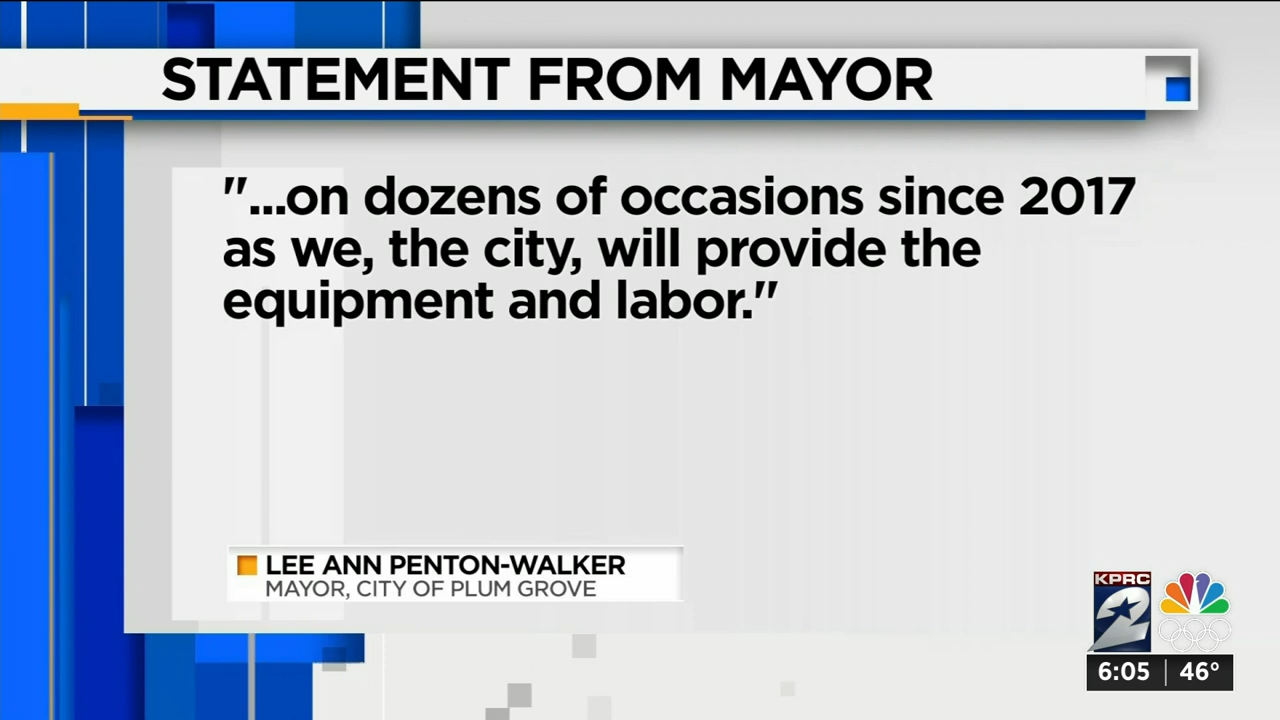 STATEMENT FROM MAYOR
"...on dozens of occasions since 2017
as we, the city, will provide the
equipment and labor."
LEE ANN PENTON-WALKER
MAYOR, CITY OF PLUM GROVE
KPRC
2
6:05 46°